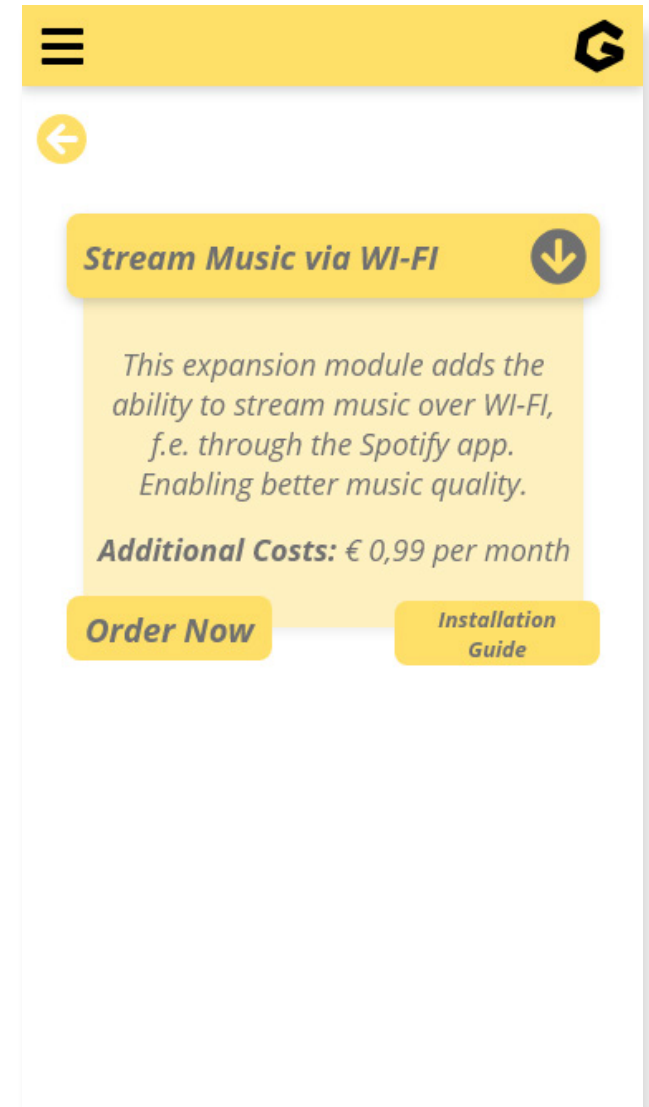 G
Stream Music via WI-FI
This expansion module adds the
ability to stream music over WI-FI,
f.e. through the Spotify app.
Enabling better music quality.
Additional Costs: € 0,99 per month
Order Now
Installation
Guide